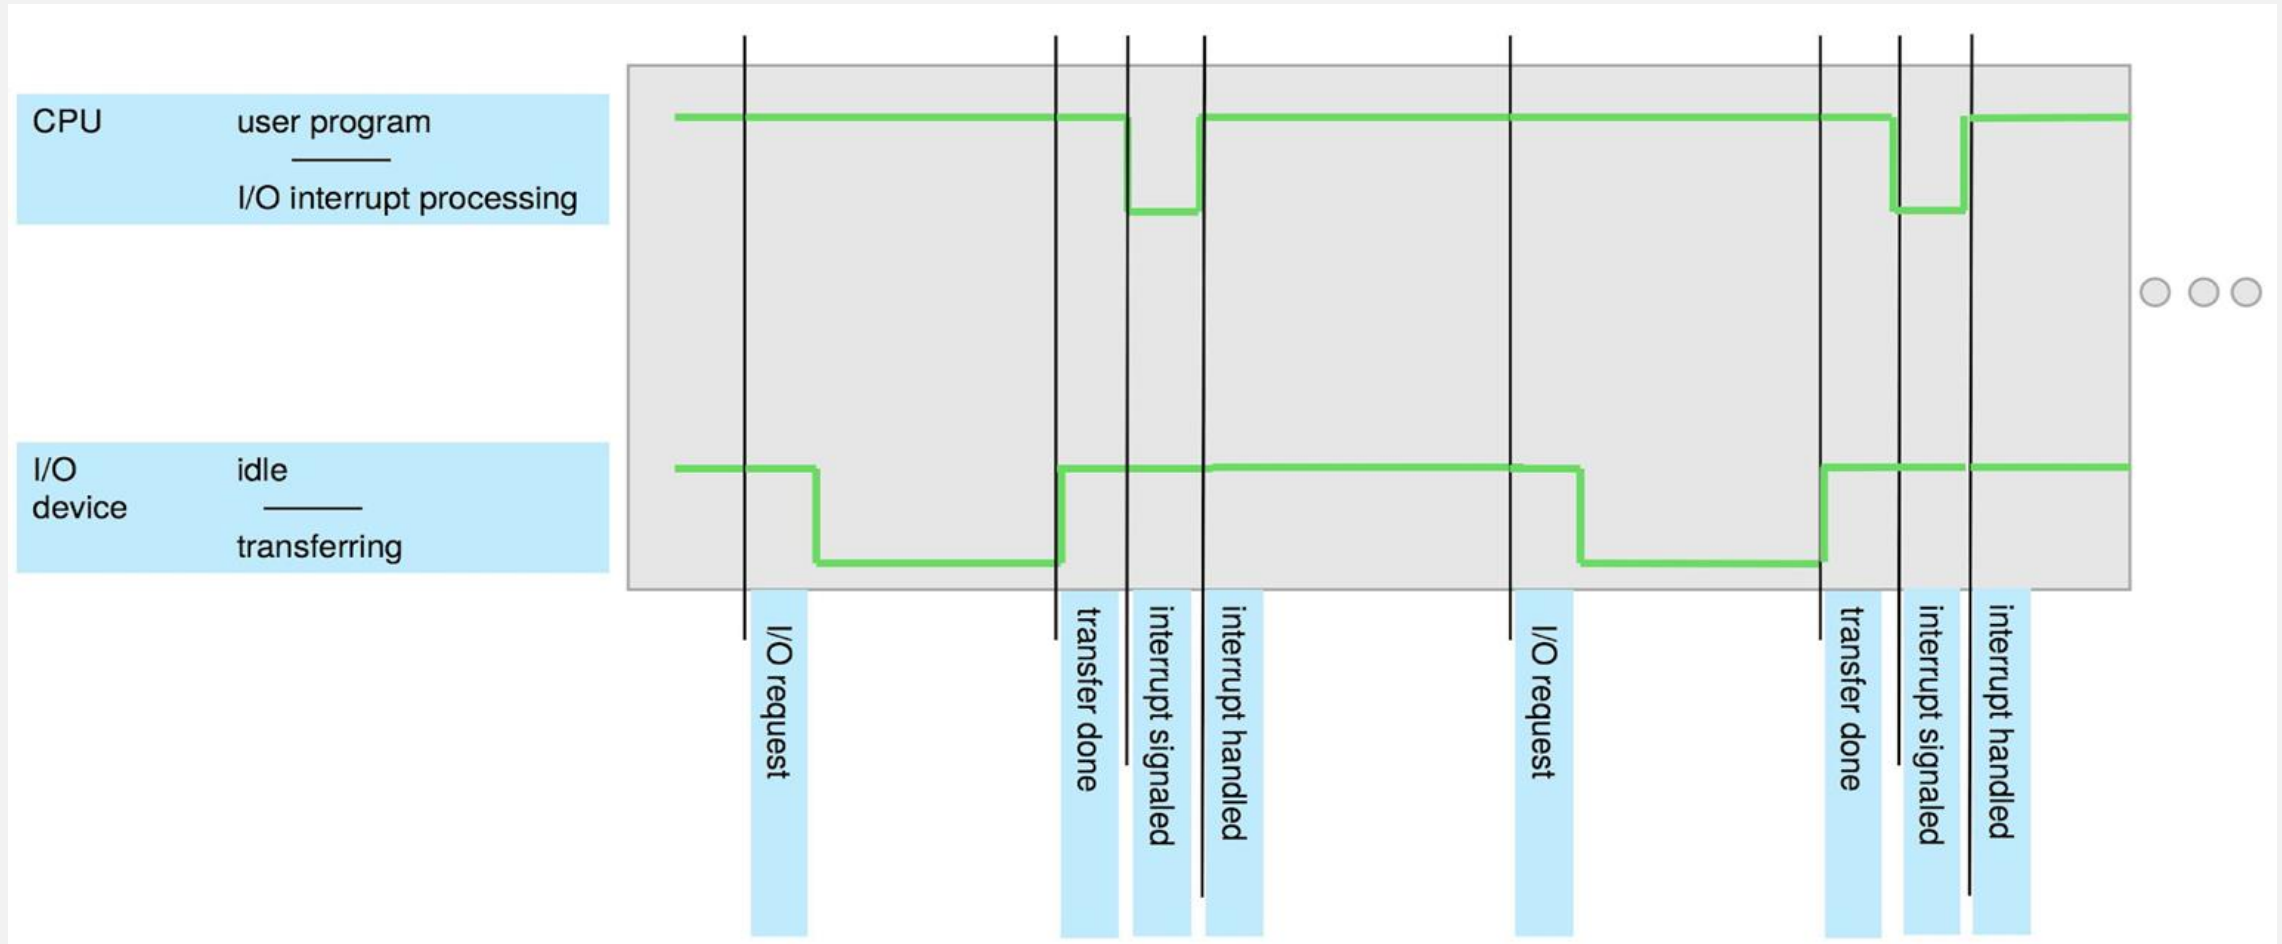 CPU
user program
I/O interrupt processing
I/O
device
idle
transferring
I/O request
transfer done
interrupt signaled
interrupt handled
I/O request
transfer done
interrupt signaled
interrupt handled